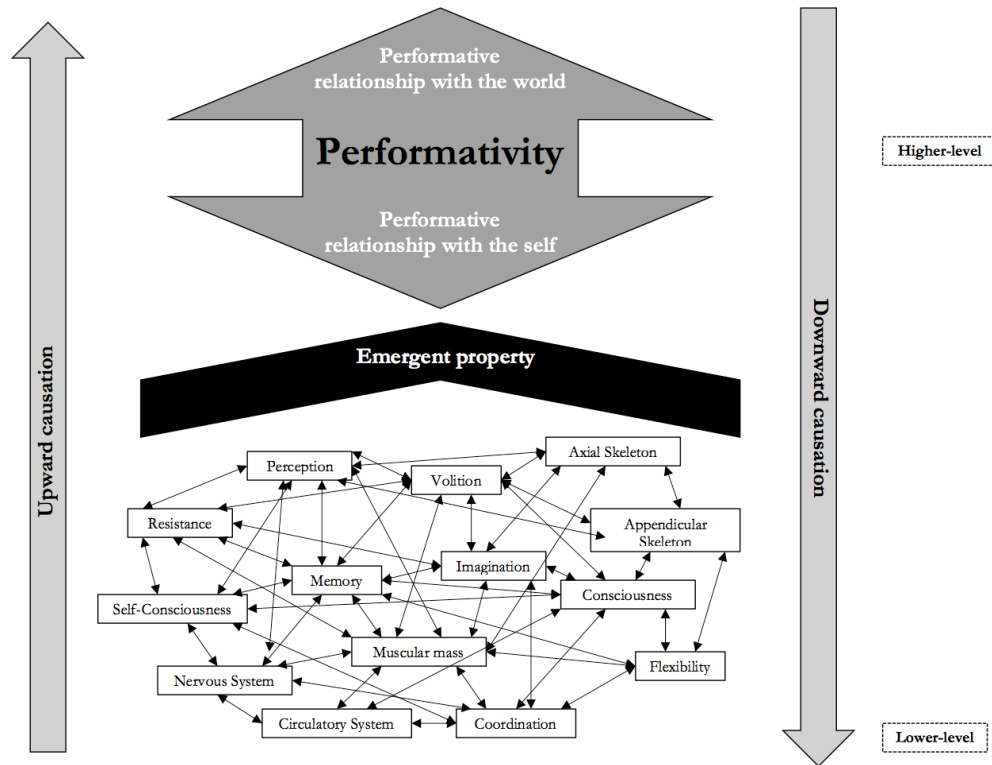 Performative
relationship with the world
Performativity
Higher-level
Performative
relationship with the self
Upward causation
Downward causation
Emergent property
Axial Skeleton
Perception
Volition
Resistance
Appendicular
Skeleton
Imagination
Memory
Consciousness
Self-Consciousness
Muscular mass
Flexibility
Nervous System
Circulatory System
Coordination
Lower-level